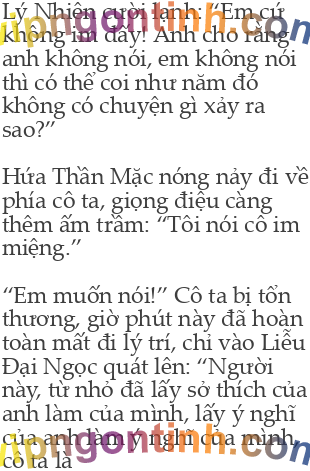 Lý Nhiên cười lạnh: “Em cứ
không im đấy! Anh cho rằng
anh không nói, em không nói
thì có thể coi như năm đó
không có chuyện gì xảy ra
sao?”
Hứa Thần Mặc nóng nảy đi về
phía cô ta, giọng điệu càng
thêm ấm trầm: “Tôi nói cô im
miệng.”
“Em muốn nói!” Cô ta bị tổn
thương, giờ phút này đã hoàn
toàn mất đi lý trí, chỉ vào Liễu
Đại Ngọc quát lên: “Người
này, từ nhỏ đã lấy sở thích của
anh làm của mình, lấy ý nghĩ
của anh làm ý nghĩ của mình,
cô ta là
vipngontinh.com
vipngontinh.com